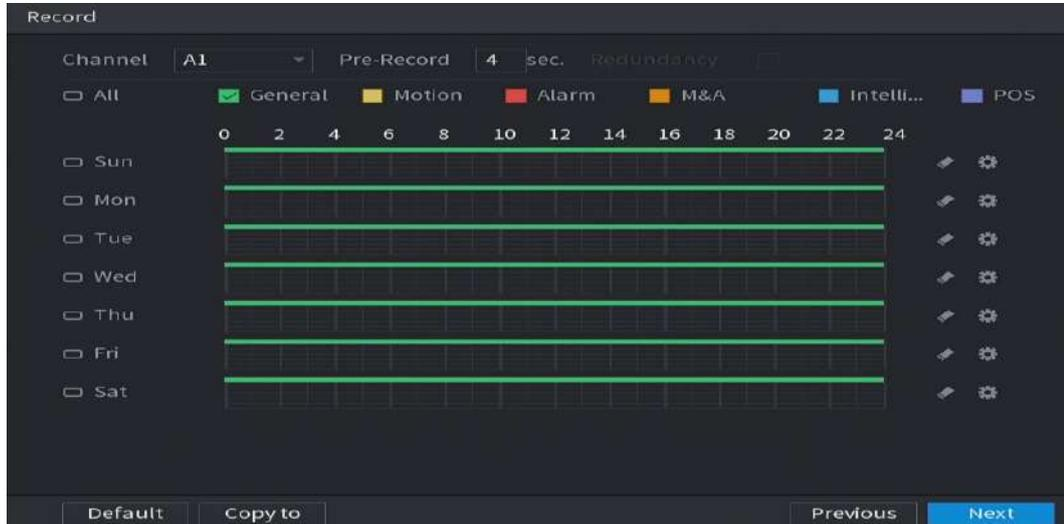 Record
Channel A1 Pre-Record 4 sec. Redundancy
All General Motion Alarm M&A Intelli... POS
0 2 4 6 8 10 12 14 16 18 20 22 24
Sun
Mon
Tue
Wed
Thu
Fri
Sat
Default Copy to Previous Next